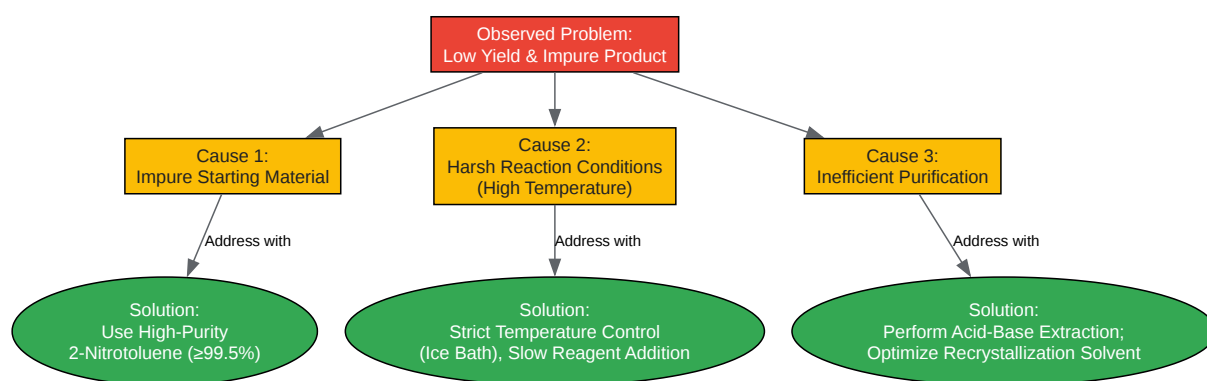 Observed Problem:
Low Yield & Impure Product
Cause 1:
Impure Starting Material
Cause 2:
Harsh Reaction Conditions
(High Temperature)
Cause 3:
Inefficient Purification
Address with
Address with
Address with
Solution:
Use High-Purity
2-Nitrotoluene (≥99.5%)
Solution:
Strict Temperature Control
(Ice Bath), Slow Reagent Addition
Solution:
Perform Acid-Base Extraction;
Optimize Recrystallization Solvent